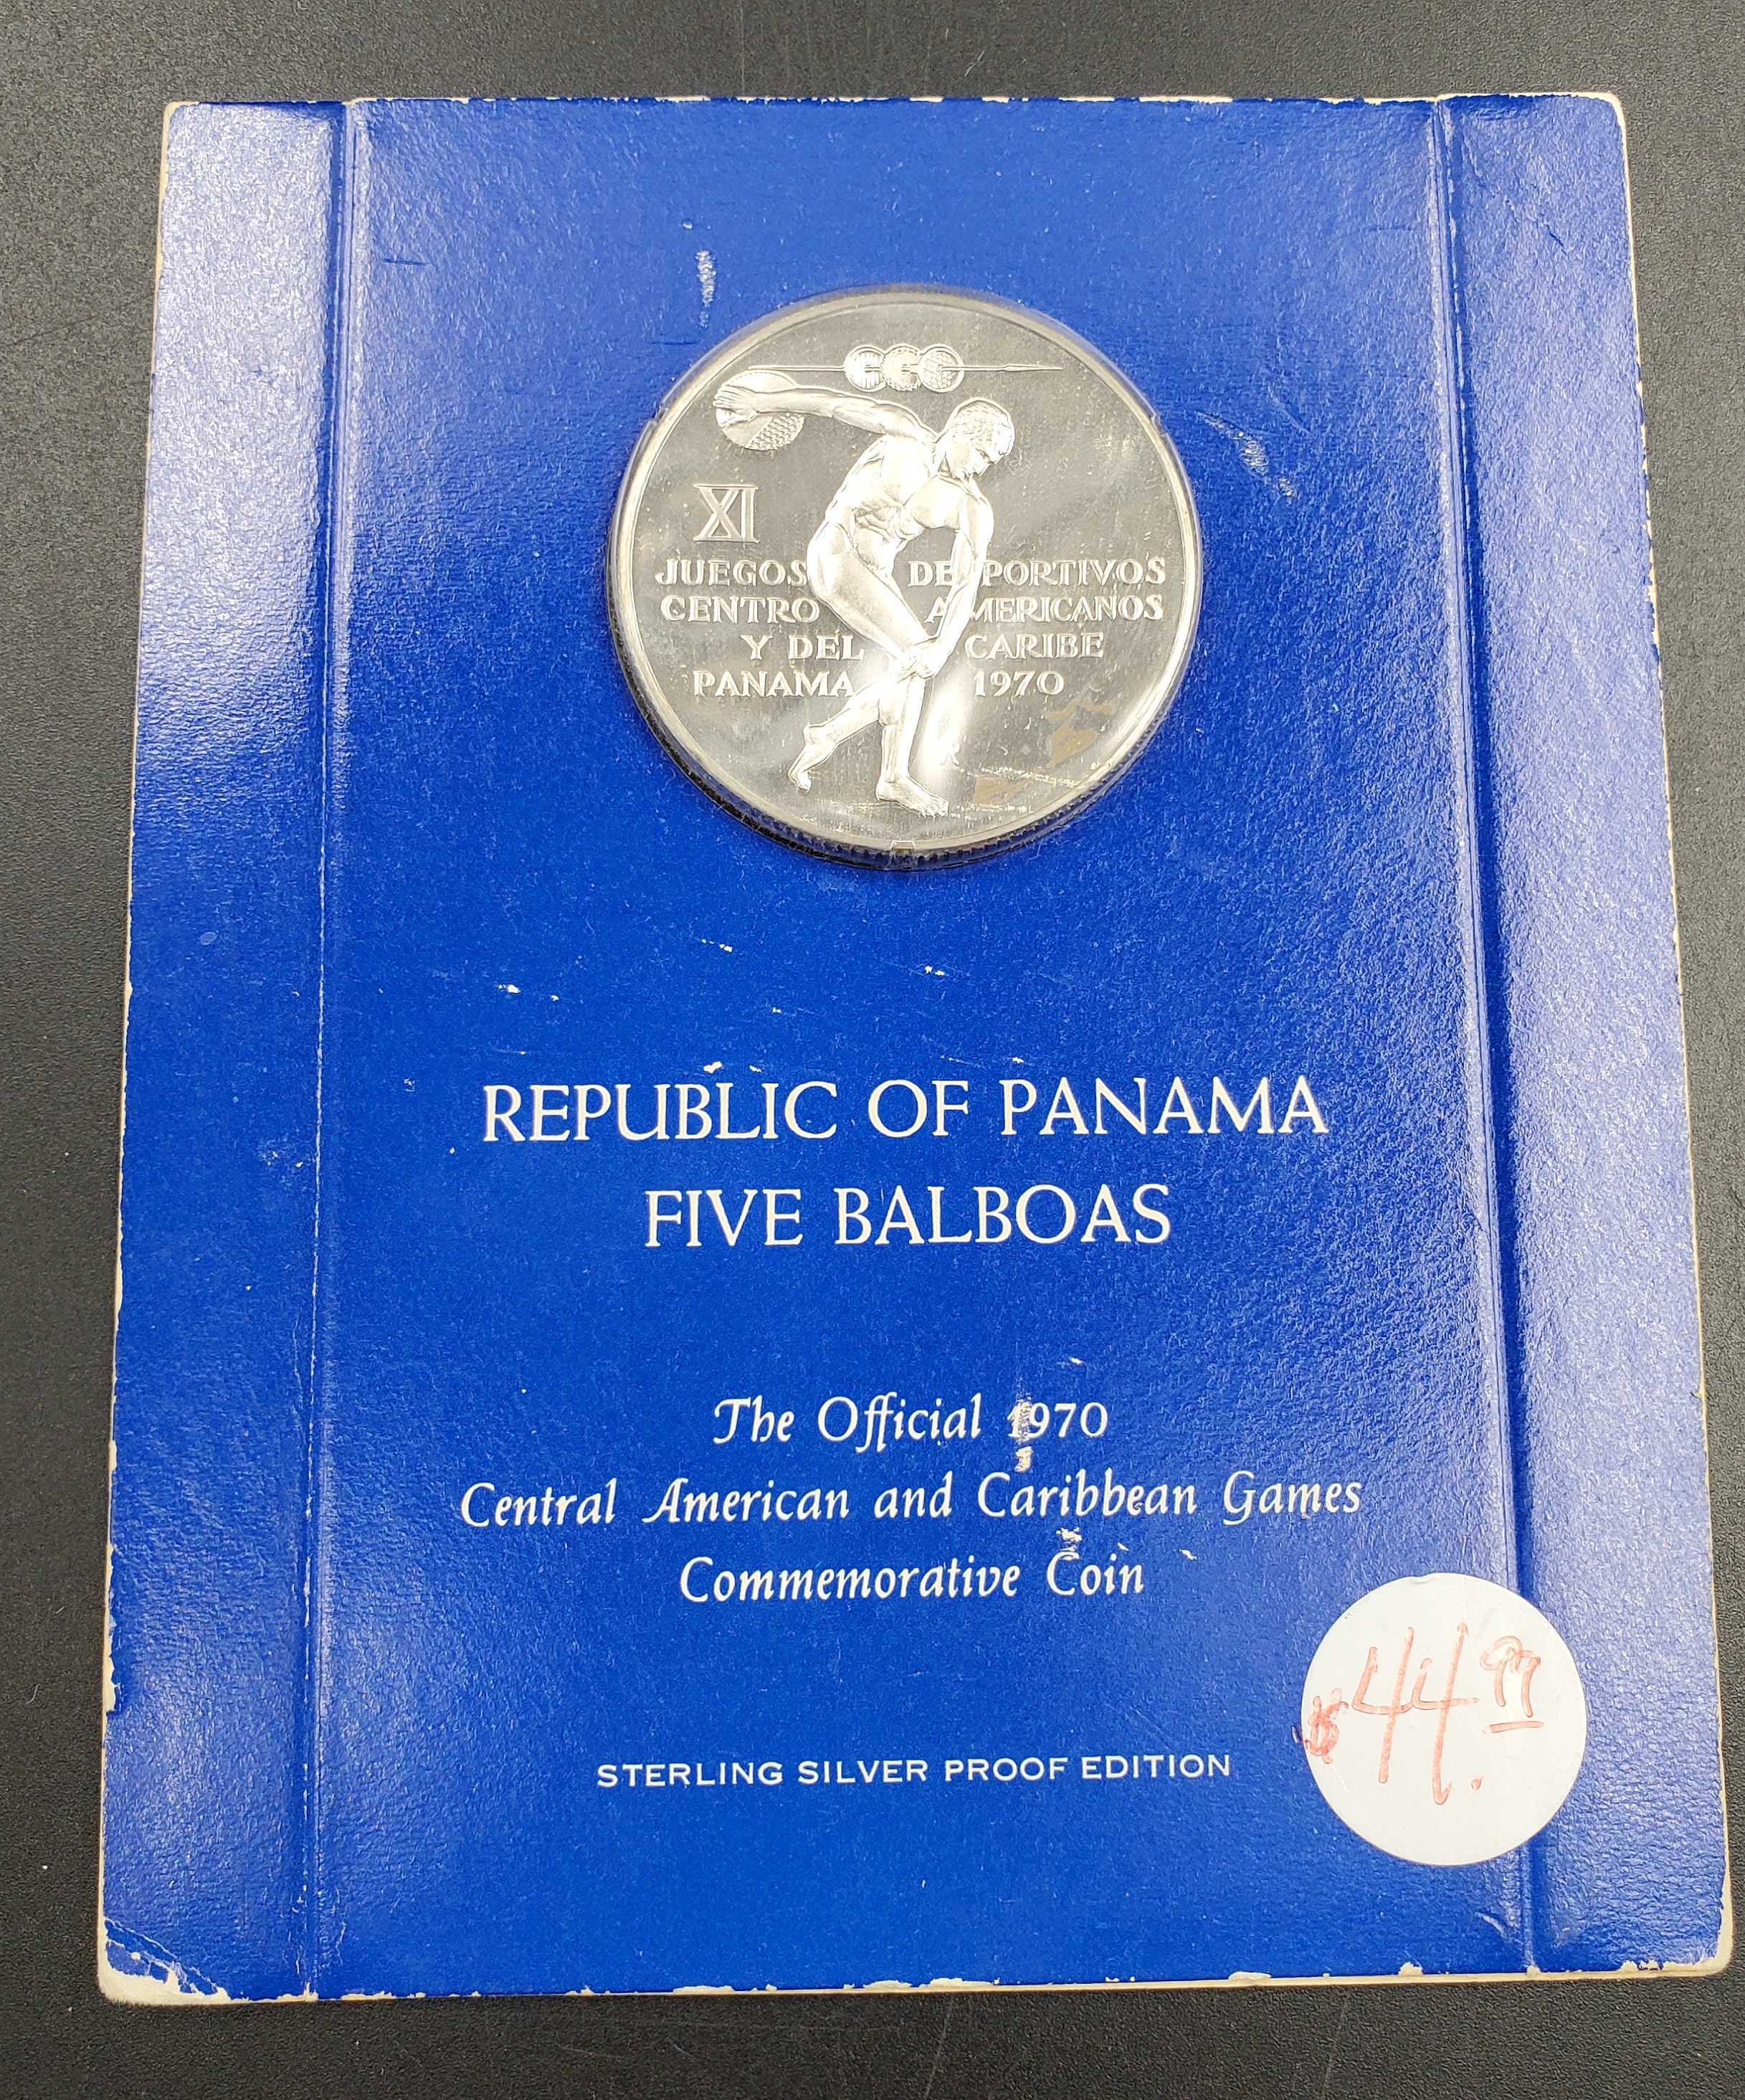 XI
JUEGOS DEPORTIVOS
CENTRO AMERICANOS
Y DEL CARIBE
PANAMA 1970
REPUBLIC OF PANAMA
FIVE BALBOAS
The Official 1970
Central American and Caribbean Games
Commemorative Coin
STERLING SILVER PROOF EDITION
$44.99